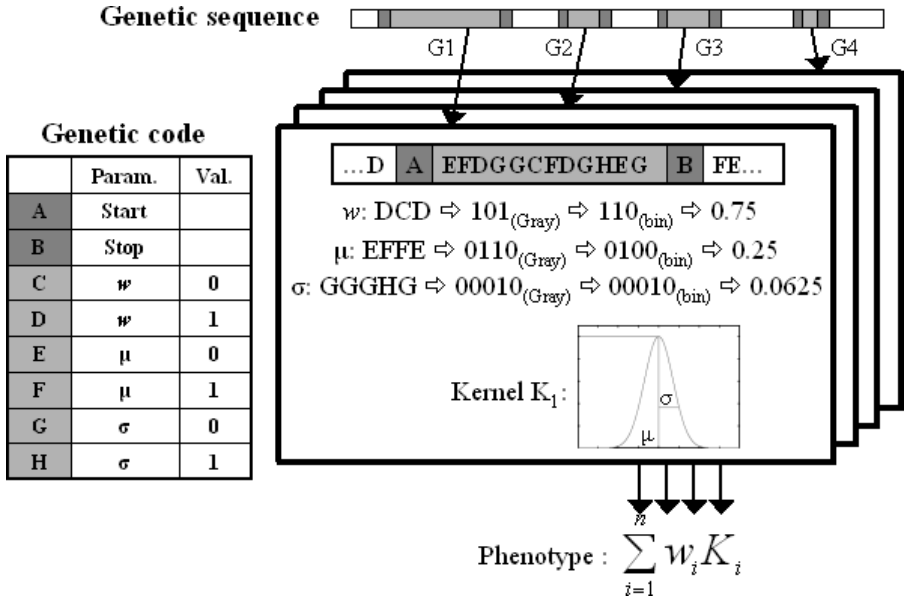 Genetic sequence
G1 G2 G3 G4
Genetic code
Param. Val.
A Start
B Stop
C w 0
D w 1
E μ 0
F μ 1
G σ 0
H σ 1
...D A EFDGGCFDGHEG B FE...
w: DCD ⇨ 101(Gray) ⇨ 110(bin) ⇨ 0.75
μ: EFFE ⇨ 0110(Gray) ⇨ 0100(bin) ⇨ 0.25
σ: GGGHG ⇨ 00010(Gray) ⇨ 00010(bin) ⇨ 0.0625
Kernel K1:
σ
μ
Phenotype : n∑i=1 wiKi